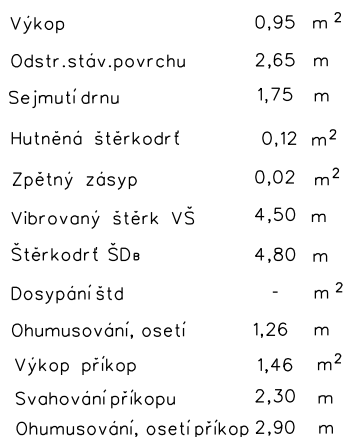 Výkop 0,95 m²
Odstr.stáv.povrchu 2,65 m
Sejmutí drnu 1,75 m
Hutněná štěrkodrť 0,12 m²
Zpětný zásyp 0,02 m²
Vibrovaný štěrk VŠ 4,50 m
Štěrkodrť ŠDB 4,80 m
Dosypání štd - m²
Ohumusování, osetí 1,26 m
Výkop příkop 1,46 m²
Svahování příkopu 2,30 m
Ohumusování, osetí příkop 2,90 m